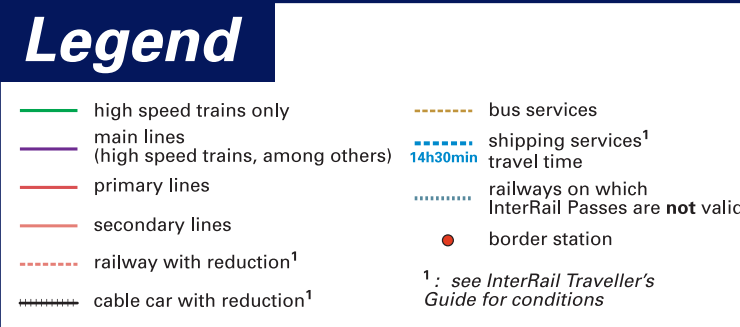 Legend
high speed trains only
main lines
(high speed trains, among others)
primary lines
secondary lines
railway with reduction¹
cable car with reduction¹
bus services
14h30min
shipping services¹
travel time
railways on which
InterRail Passes are not valid
border station
¹ : see InterRail Traveller's
Guide for conditions